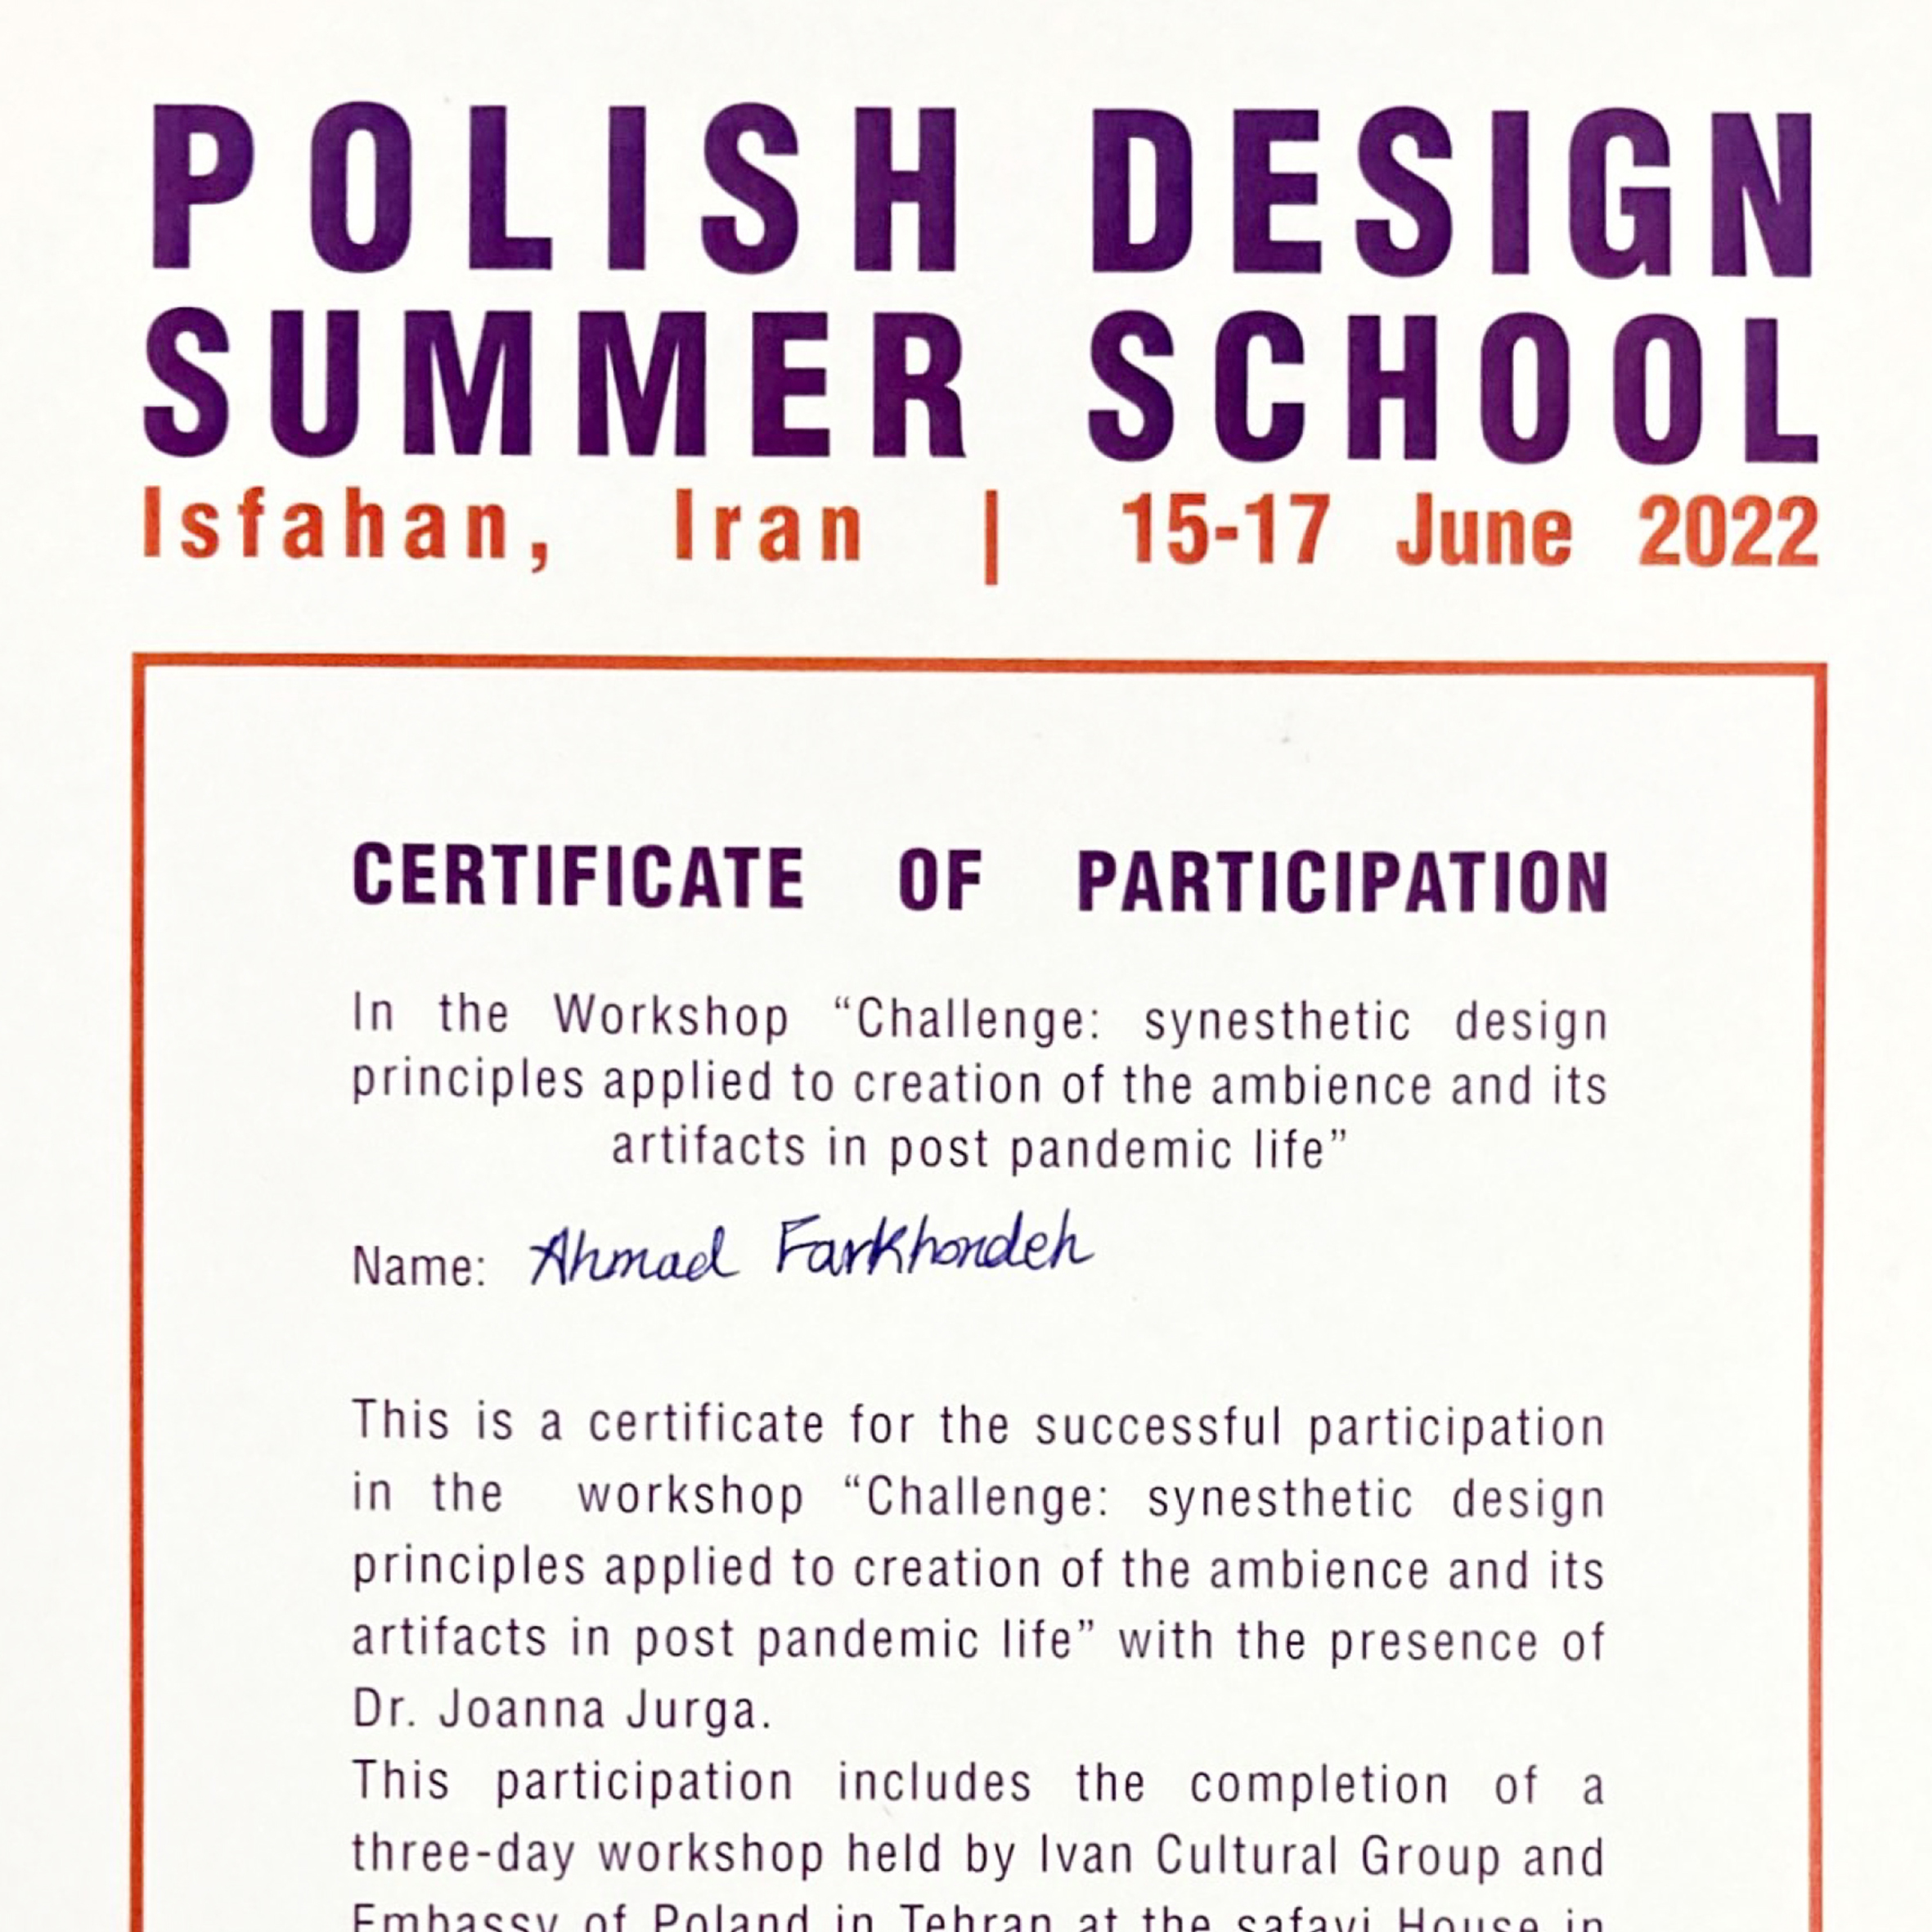 POLISH DESIGN
SUMMER SCHOOL
Isfahan, Iran | 15-17 June 2022
CERTIFICATE OF PARTICIPATION
In the Workshop “Challenge: synesthetic design
principles applied to creation of the ambience and its
artifacts in post pandemic life”
Name: Ahmad Farkhondeh
This is a certificate for the successful participation
in the workshop “Challenge: synesthetic design
principles applied to creation of the ambience and its
artifacts in post pandemic life” with the presence of
Dr. Joanna Jurga.
This participation includes the completion of a
three-day workshop held by Ivan Cultural Group and
Embassy of Poland in Tehran at the safavi House in